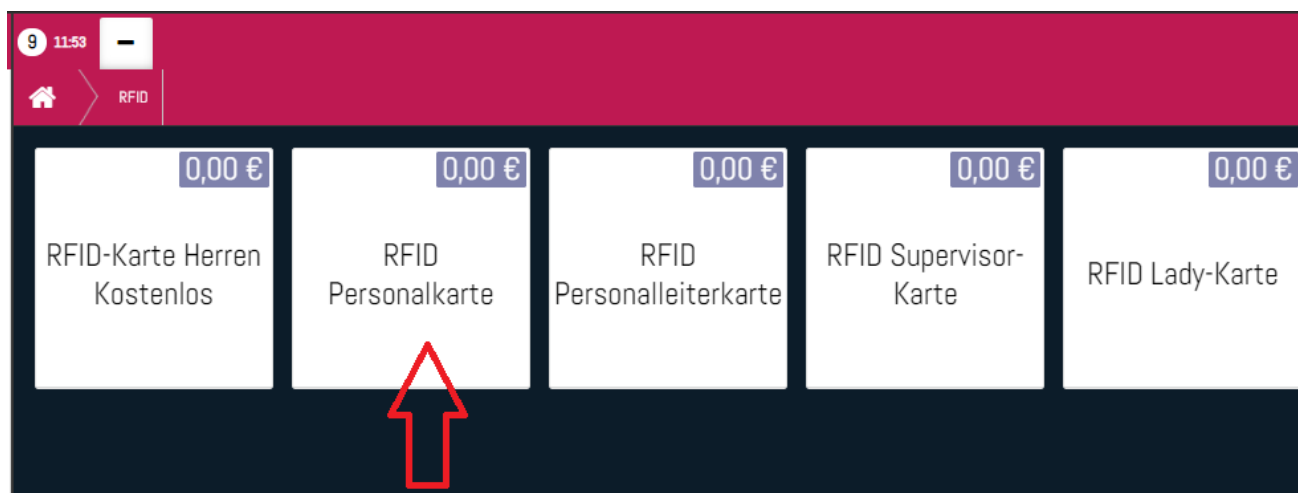 9 11:53 –
RFID
0,00 €
RFID-Karte Herren
Kostenlos
0,00 €
RFID
Personalkarte
0,00 €
RFID
Personalleiterkarte
0,00 €
RFID Supervisor-
Karte
0,00 €
RFID Lady-Karte